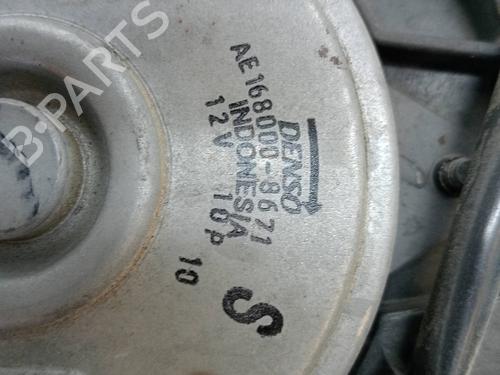 B-PARTS
DENSO
AE168000-8671
INDONESIA
12V 10p
10
S